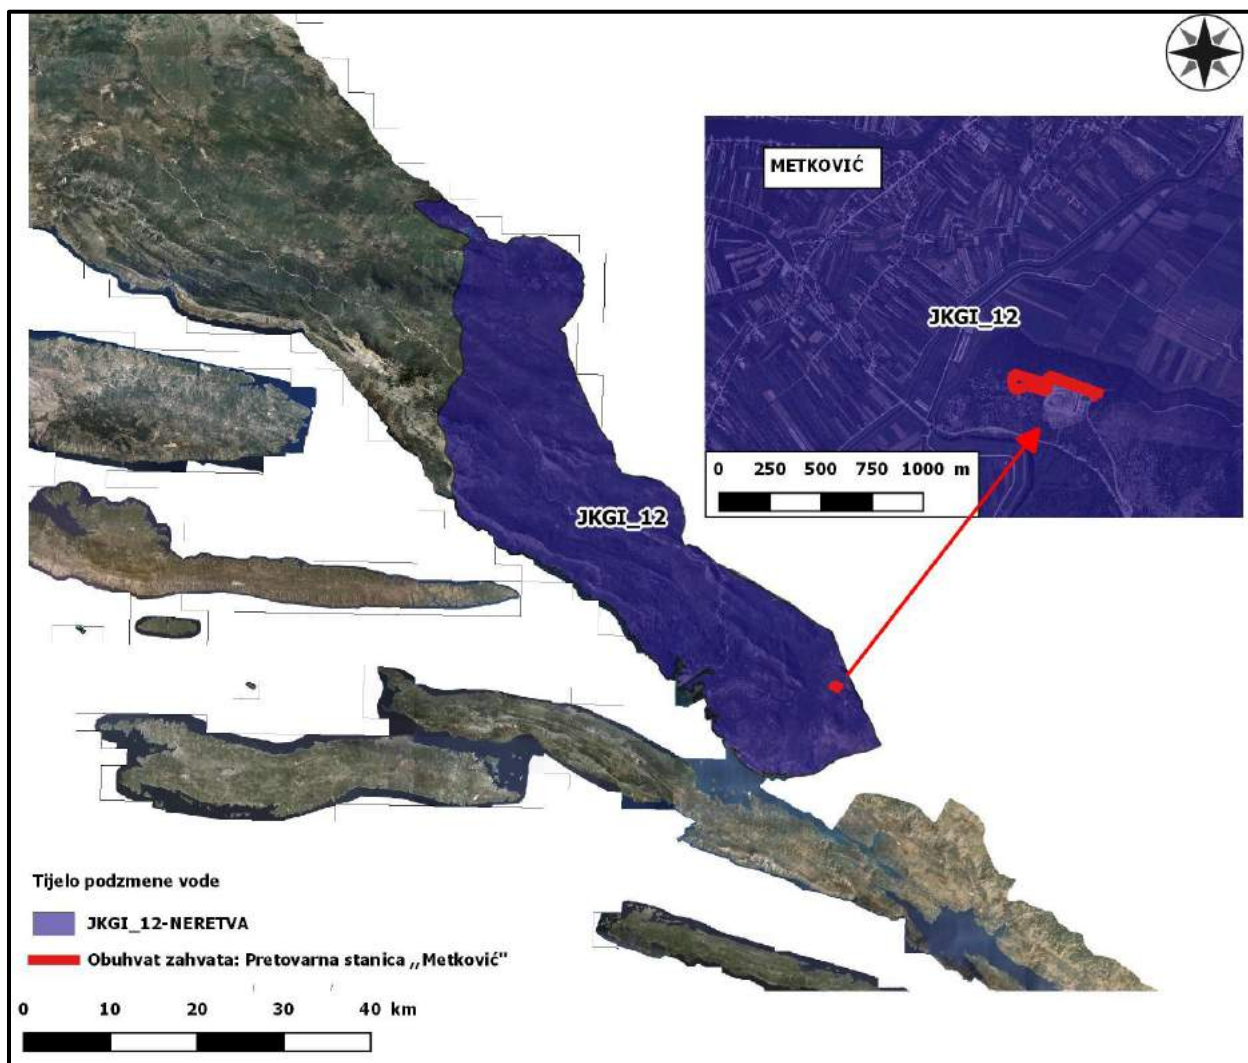 METKOVIĆ
JKGI_12
0 250 500 750 1000 m
JKGI_12
Tijelo podzmene vode
JKGI_12-NERETVA
Obuhvat zahvata: Pretovarna stanica ,,Metković"
0 10 20 30 40 km